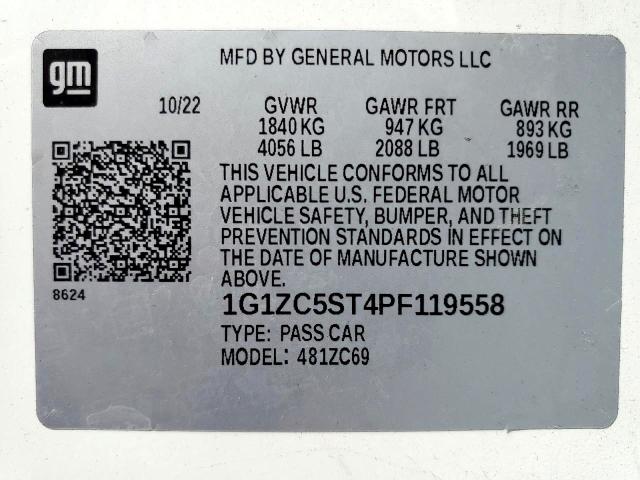 gm
MFD BY GENERAL MOTORS LLC
10/22 GVWR GAWR FRT GAWR RR
1840 KG 947 KG 893 KG
4056 LB 2088 LB 1969 LB
THIS VEHICLE CONFORMS TO ALL
APPLICABLE U.S. FEDERAL MOTOR
VEHICLE SAFETY, BUMPER, AND THEFT
PREVENTION STANDARDS IN EFFECT ON
THE DATE OF MANUFACTURE SHOWN
ABOVE.
8624
1G1ZC5ST4PF119558
TYPE: PASS CAR
MODEL: 481ZC69